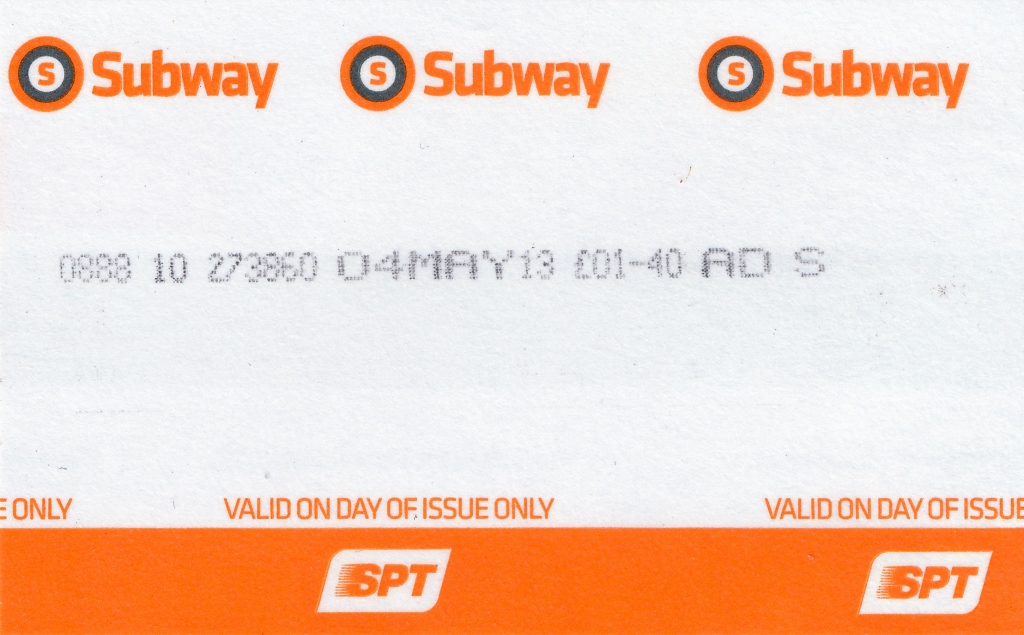 S Subway S Subway S Subway
0888 10 273860 04MAY13 £01-40 AD S
E ONLY VALID ON DAY OF ISSUE ONLY VALID ON DAY OF ISSUE
SPT SPT